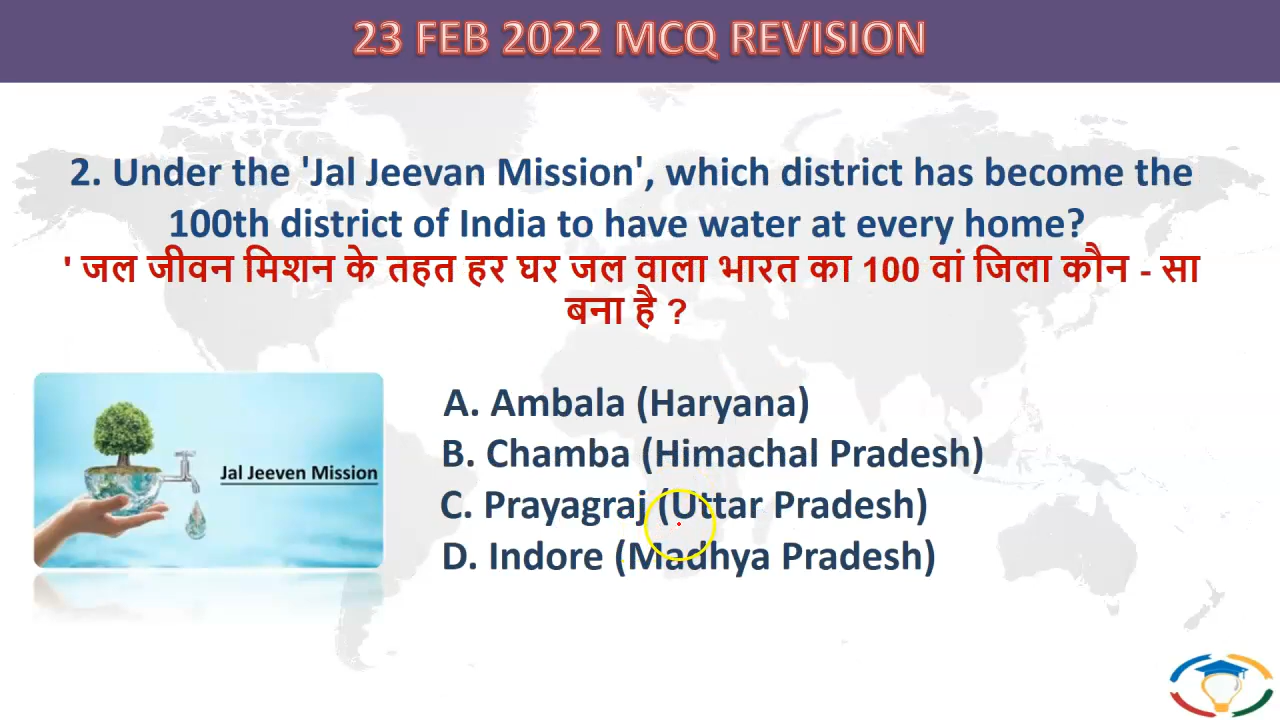 23 FEB 2022 MCQ REVISION
2. Under the 'Jal Jeevan Mission', which district has become the
100th district of India to have water at every home?
' जल जीवन मिशन के तहत हर घर जल वाला भारत का 100 वां जिला कौन - सा
बना है ?
Jal Jeeven Mission
A. Ambala (Haryana)
B. Chamba (Himachal Pradesh)
C. Prayagraj (Uttar Pradesh)
D. Indore (Madhya Pradesh)